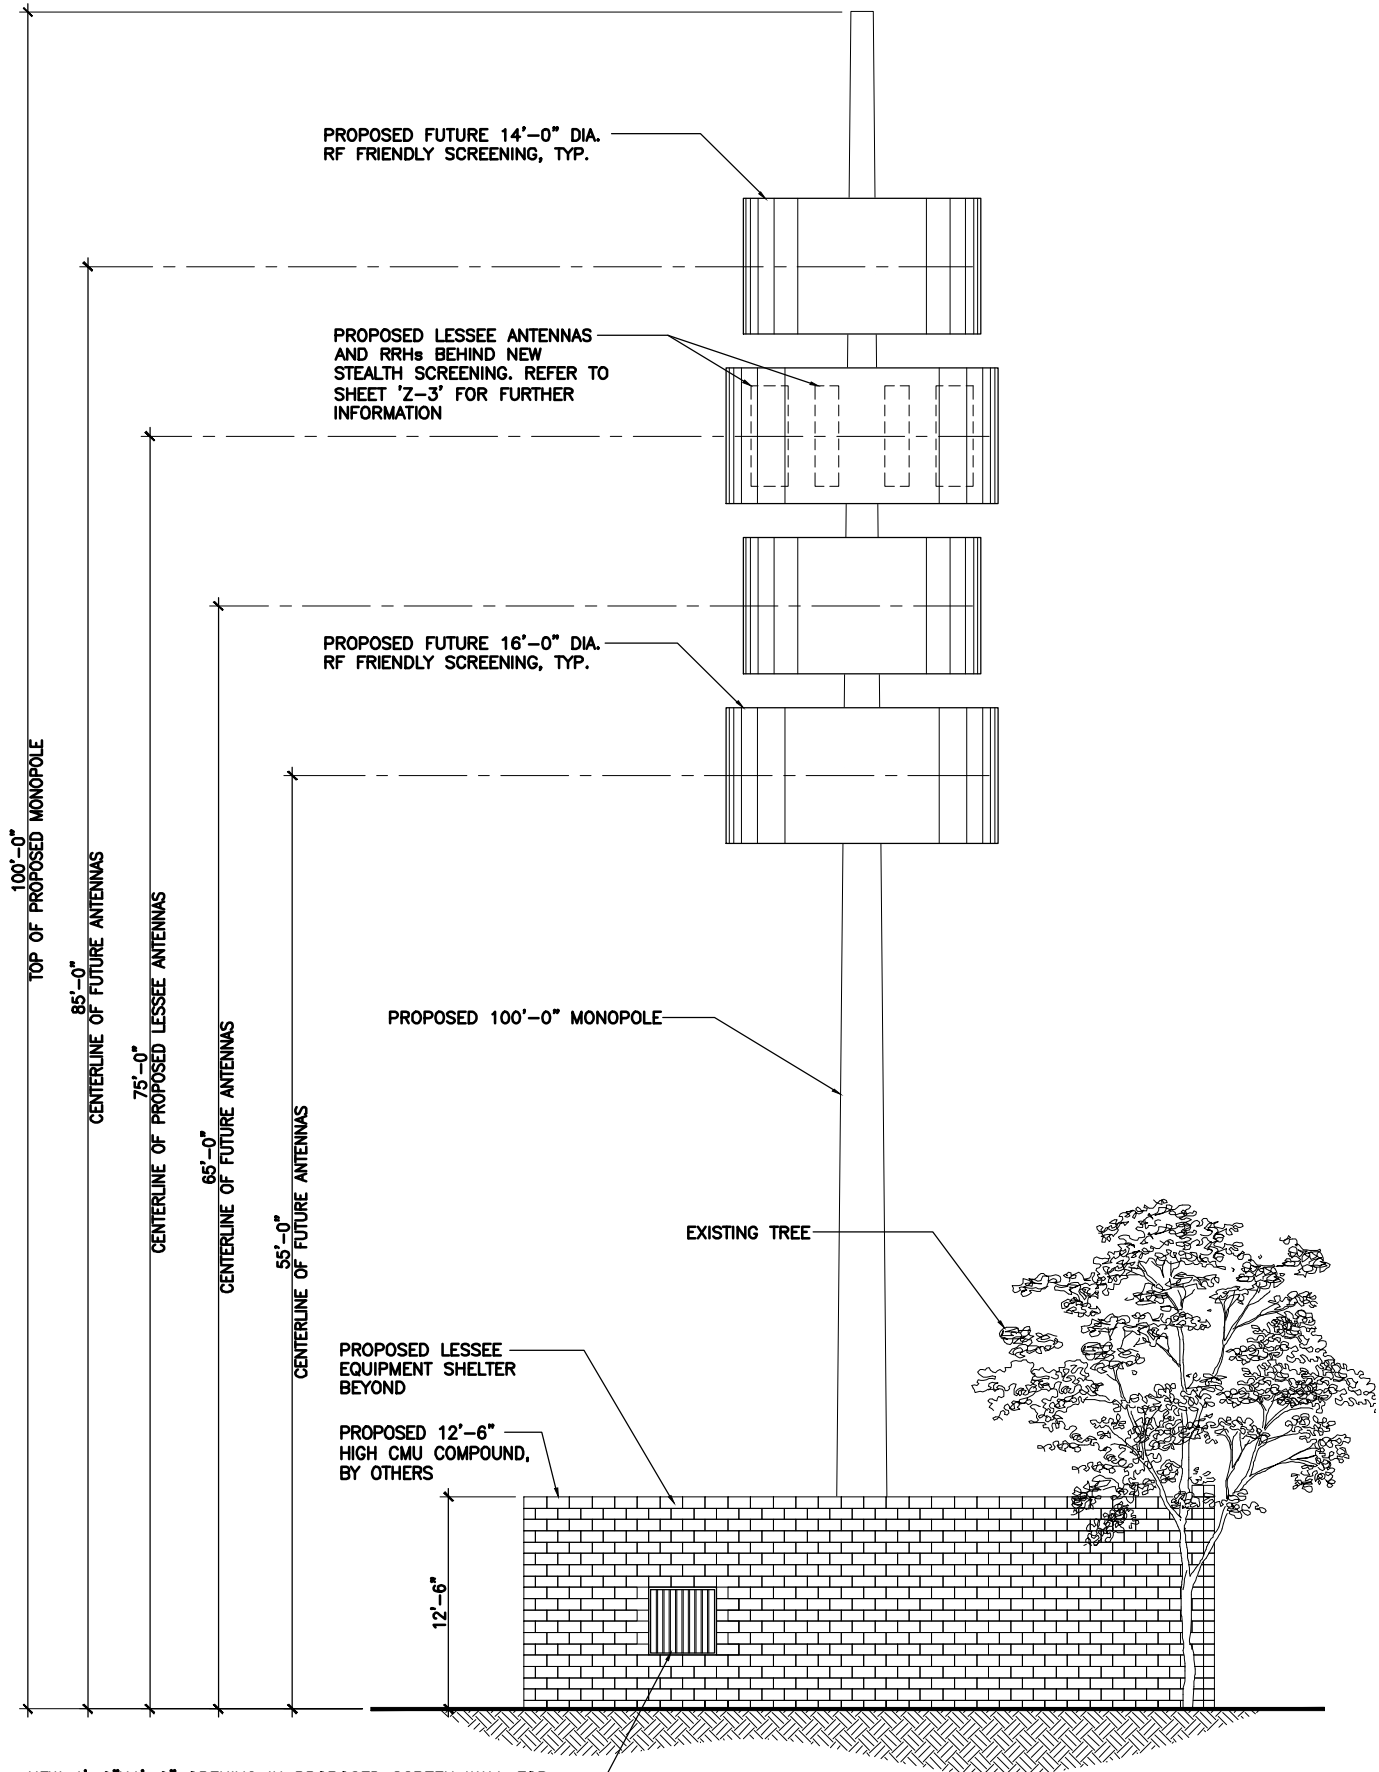 PROPOSED FUTURE 14'-0" DIA.
RF FRIENDLY SCREENING, TYP.
PROPOSED LESSEE ANTENNAS
AND RRHs BEHIND NEW
STEALTH SCREENING. REFER TO
SHEET 'Z-3' FOR FURTHER
INFORMATION
PROPOSED FUTURE 16'-0" DIA.
RF FRIENDLY SCREENING, TYP.
100'-0"
TOP OF PROPOSED MONOPOLE
85'-0"
CENTERLINE OF FUTURE ANTENNAS
75'-0"
CENTERLINE OF PROPOSED LESSEE ANTENNAS
65'-0"
CENTERLINE OF FUTURE ANTENNAS
55'-0"
CENTERLINE OF FUTURE ANTENNAS
PROPOSED 100'-0" MONOPOLE
EXISTING TREE
PROPOSED LESSEE
EQUIPMENT SHELTER
BEYOND
PROPOSED 12'-6"
HIGH CMU COMPOUND,
BY OTHERS
12'-6"